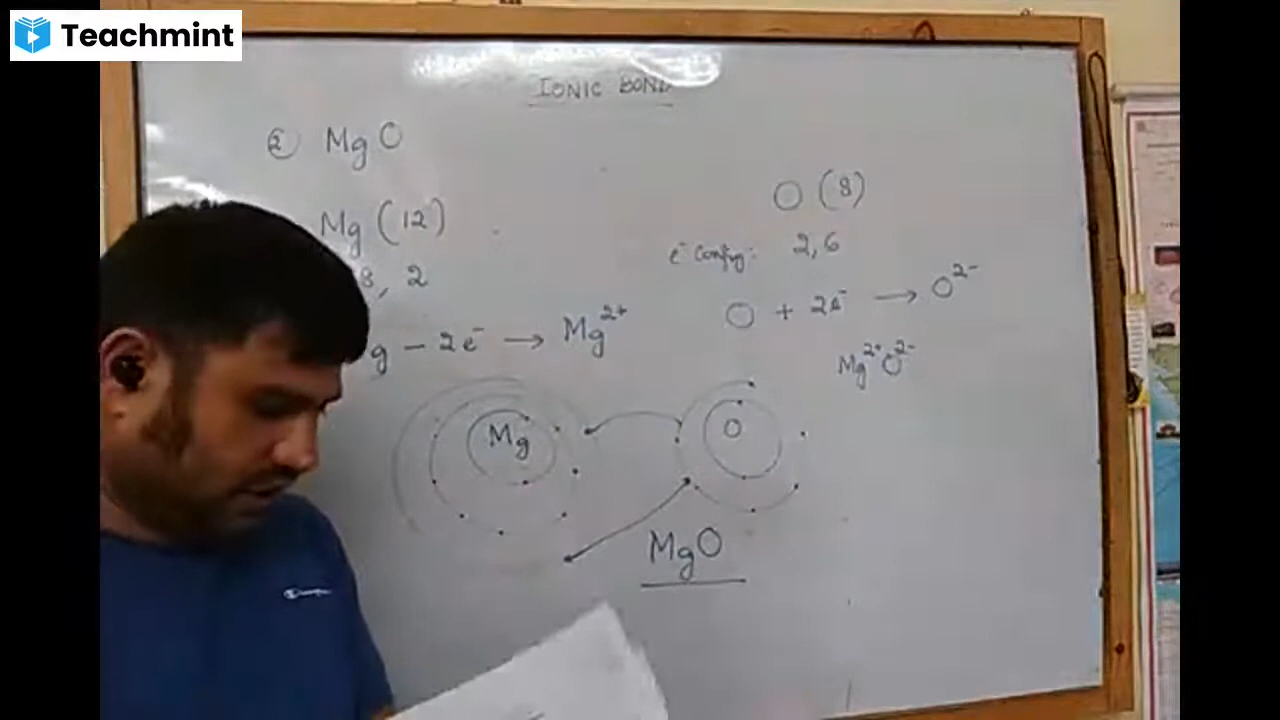 Teachmint
IONIC BOND
② MgO
Mg (12)
8, 2
g - 2e⁻ → Mg²⁺
O (8)
e⁻ Config: 2, 6
O + 2e⁻ → O²⁻
Mg²⁺O²⁻
Mg
O
MgO
Champion